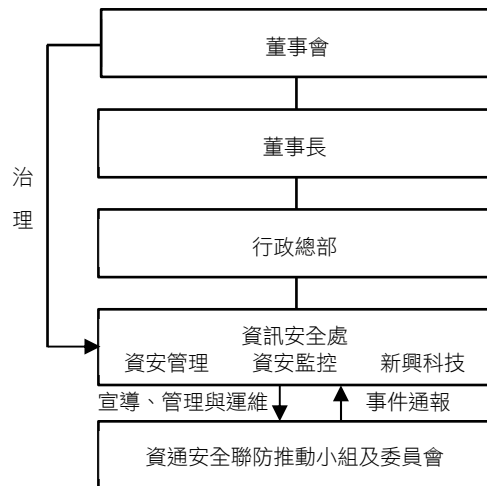 董事會
董事長
治
理
行政總部
資訊安全處
資安管理 資安監控 新興科技
宣導、管理與運維 事件通報
資通安全聯防推動小組及委員會